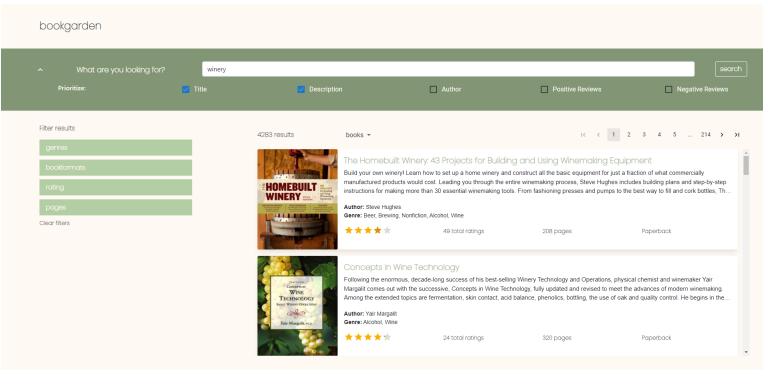 bookgarden
What are you looking for?
winery
search
Prioritize:
Title
Description
Author
Positive Reviews
Negative Reviews
Filter results
genres
bookformats
rating
pages
Clear filters
4283 results
books
1 2 3 4 5 ... 214
THE HOMEBUILT
WINERY
The Homebuilt Winery: 43 Projects for Building and Using Winemaking Equipment
Build your own winery! Learn how to set up a home winery and construct all the basic equipment for just a fraction of what commercially
manufactured products would cost. Leading you through the entire winemaking process, Steve Hughes includes building plans and step-by-step
instructions for making more than 30 essential winemaking tools. From fashioning presses and pumps to the best way to fill and cork bottles, Th...
Author: Steve Hughes
Genre: Beer, Brewing, Nonfiction, Alcohol, Wine
49 total ratings
208 pages
Paperback
CONCEPTS IN
WINE
TECHNOLOGY
Yair Margalit, PH.D.
Concepts in Wine Technology
Following the enormous, decade-long success of his best-selling Winery Technology and Operations, physical chemist and winemaker Yair
Margalit comes out with the successive, Concepts in Wine Technology, fully updated and revised to meet the advances of modern winemaking.
Among the extended topics are fermentation, skin contact, acid balance, phenolics, bottling, the use of oak and quality control. He begins in the...
Author: Yair Margalit
Genre: Alcohol, Wine
24 total ratings
320 pages
Paperback